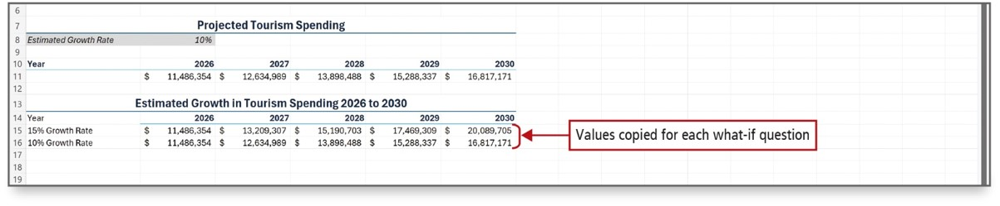 6
7 Projected Tourism Spending
8 Estimated Growth Rate 10%
9
10 Year 2026 2027 2028 2029 2030
11 $ 11,486,354 $ 12,634,989 $ 13,898,488 $ 15,288,337 $ 16,817,171
12
13 Estimated Growth in Tourism Spending 2026 to 2030
14 Year 2026 2027 2028 2029 2030
15 15% Growth Rate $ 11,486,354 $ 13,209,307 $ 15,190,703 $ 17,469,309 $ 20,089,705
16 10% Growth Rate $ 11,486,354 $ 12,634,989 $ 13,898,488 $ 15,288,337 $ 16,817,171
Values copied for each what-if question
17
18
19